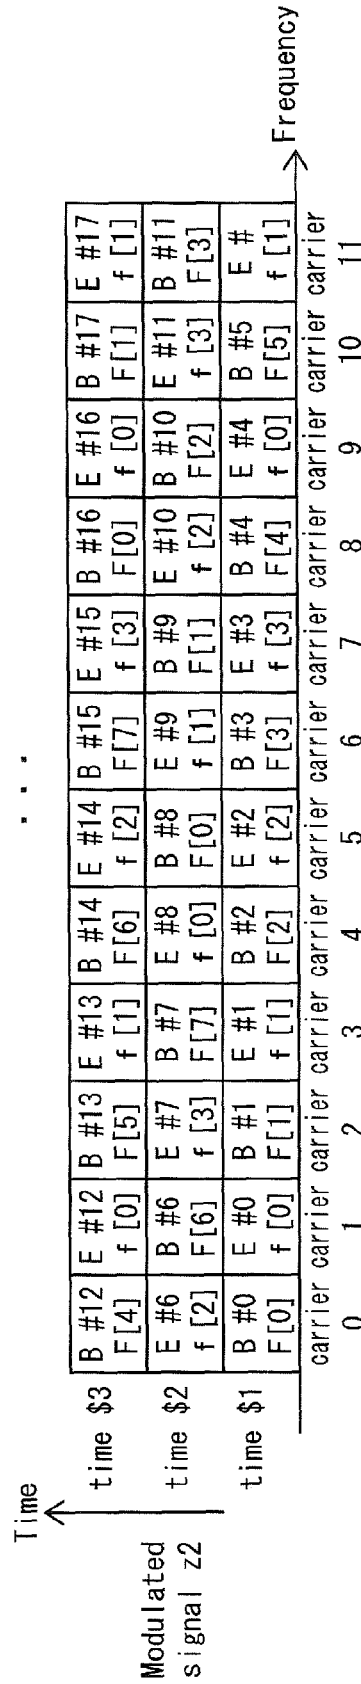 Time
. . .
B #12 E #12 B #13 E #13 B #14 E #14 B #15 E #15 B #16 E #16 B #17 E #17
time $3
F[4] f [0] F[5] f [1] F[6] f [2] F[7] f [3] F[0] f [0] F[1] f [1]
Modulated
signal z2
E #6 B #6 E #7 B #7 E #8 B #8 E #9 B #9 E #10 B #10 E #11 B #11
time $2
f [2] F[6] f [3] F[7] f [0] F[0] f [1] F[1] f [2] F[2] f [3] F[3]
B #0 E #0 B #1 E #1 B #2 E #2 B #3 E #3 B #4 E #4 B #5 E #
time $1
F[0] f [0] F[1] f [1] F[2] f [2] F[3] f [3] F[4] f [0] F[5] f [1]
Frequency
carrier carrier carrier carrier carrier carrier carrier carrier carrier carrier carrier carrier
0 1 2 3 4 5 6 7 8 9 10 11